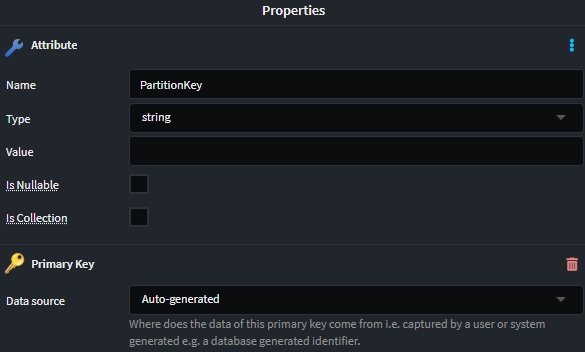 Properties
Attribute
Name PartitionKey
Type string
Value
Is Nullable
Is Collection
Primary Key
Data source Auto-generated
Where does the data of this primary key come from i.e. captured by a user or system
generated e.g. a database generated identifier.